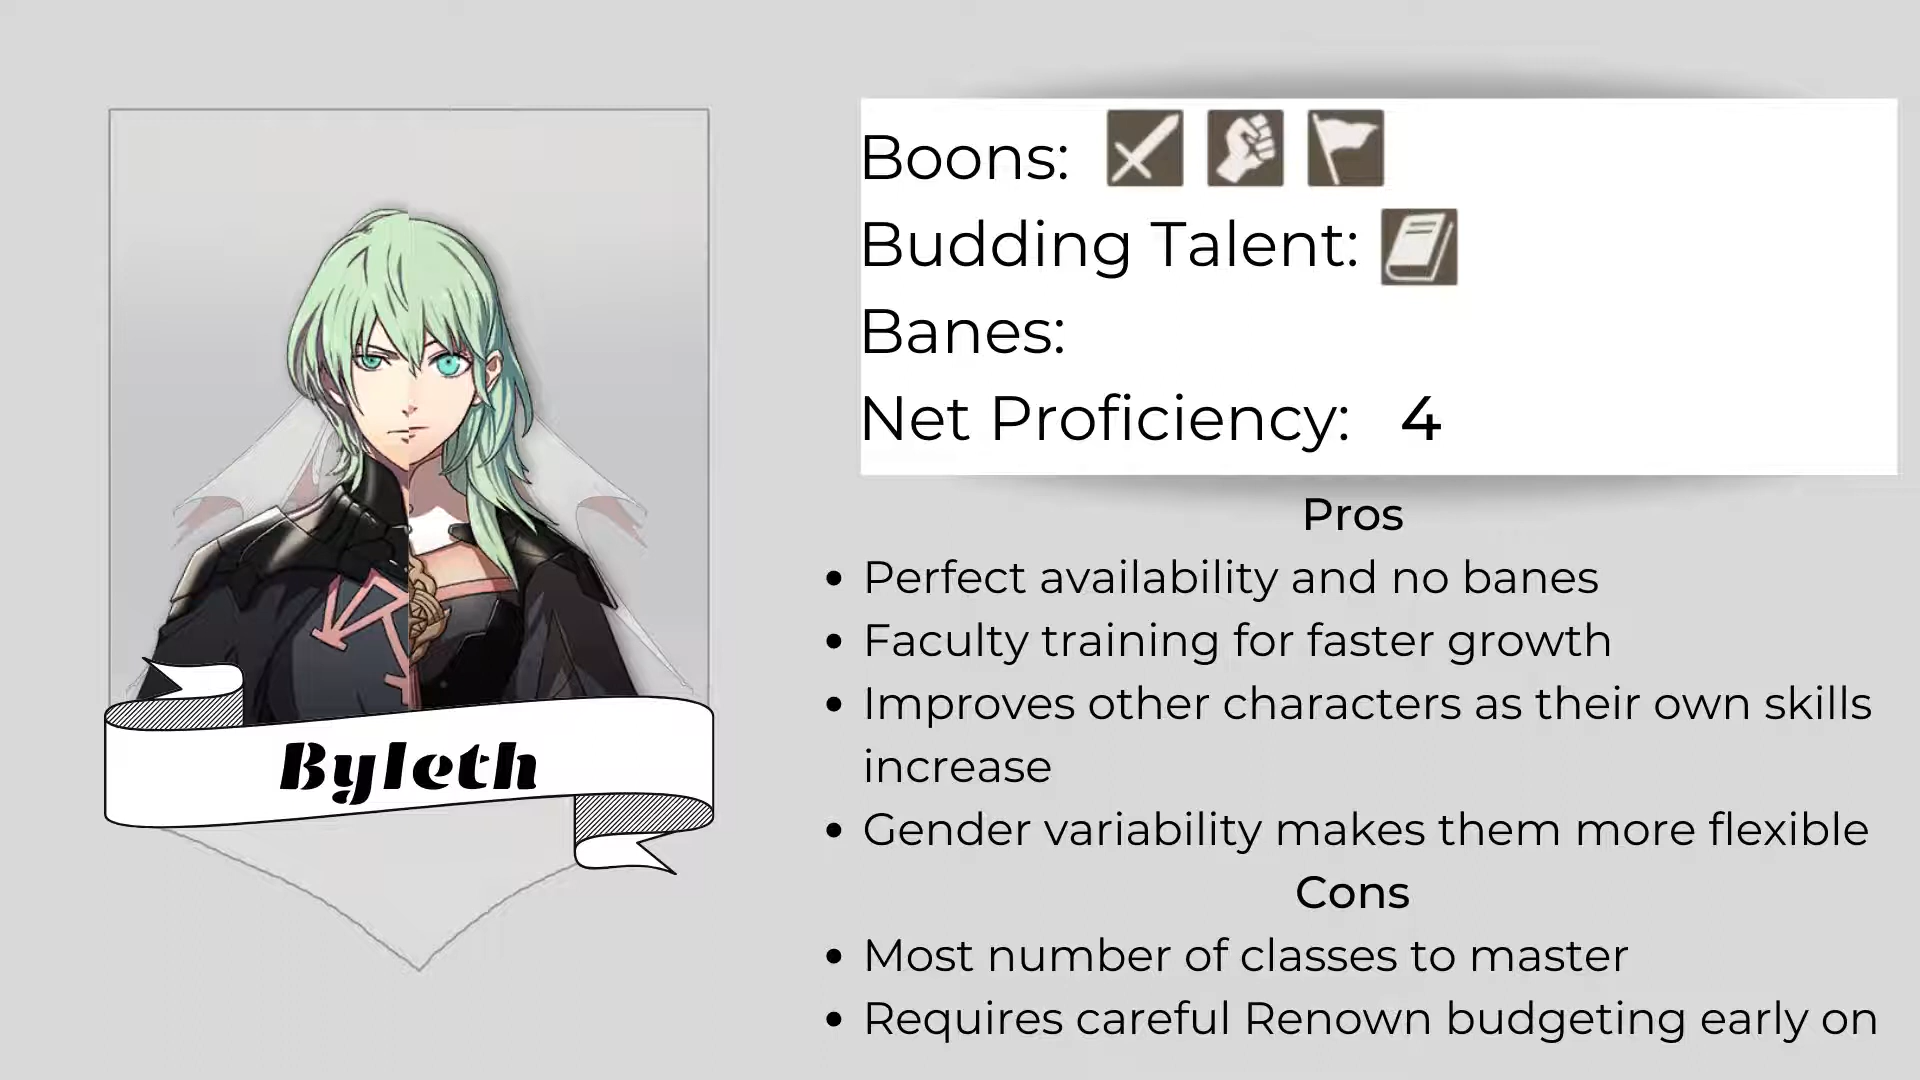 Boons:
Budding Talent:
Banes:
Net Proficiency: 4
Pros
• Perfect availability and no banes
• Faculty training for faster growth
• Improves other characters as their own skills
increase
• Gender variability makes them more flexible
Cons
• Most number of classes to master
• Requires careful Renown budgeting early on
Byleth